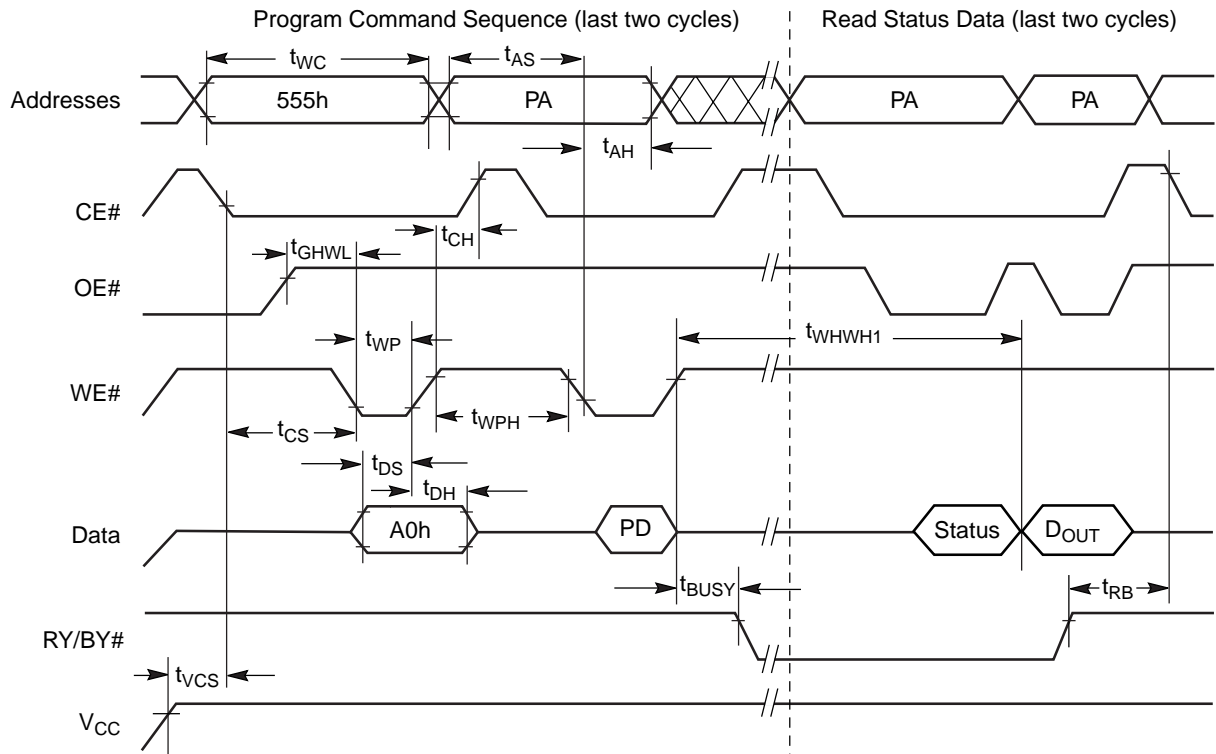 Program Command Sequence (last two cycles) Read Status Data (last two cycles)
tWC tAS
Addresses 555h PA PA PA
tAH
CE#
tGHWL tCH
OE#
tWP tWHWH1
WE#
tWPH
tCS
tDS
tDH
Data A0h PD Status DOUT
tBUSY tRB
RY/BY#
tVCS
VCC